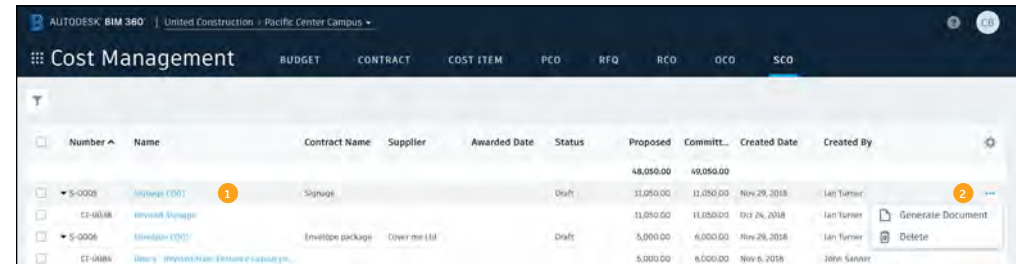 AUTODESK BIM 360 | United Construction > Pacific Center Campus
CB
Cost Management BUDGET CONTRACT COST ITEM PCO RFQ RCO OCO SCO
Number Name Contract Name Supplier Awarded Date Status Proposed Committ... Created Date Created By
48,050.00 49,050.00
S-0005 1 Signage Draft 11,050.00 11,050.00 Nov 29, 2018 Ian Turner 2 ...
CI-0038 Revised Signage 11,050.00 11,050.00 Oct 24, 2018 Ian Turner Generate Document
S-0006 Envelope package Cover me Ltd Draft 5,000.00 6,000.00 Nov 29, 2018 Ian Turner Delete
5,000.00 6,000.00 Nov 6, 2018 John Sanner